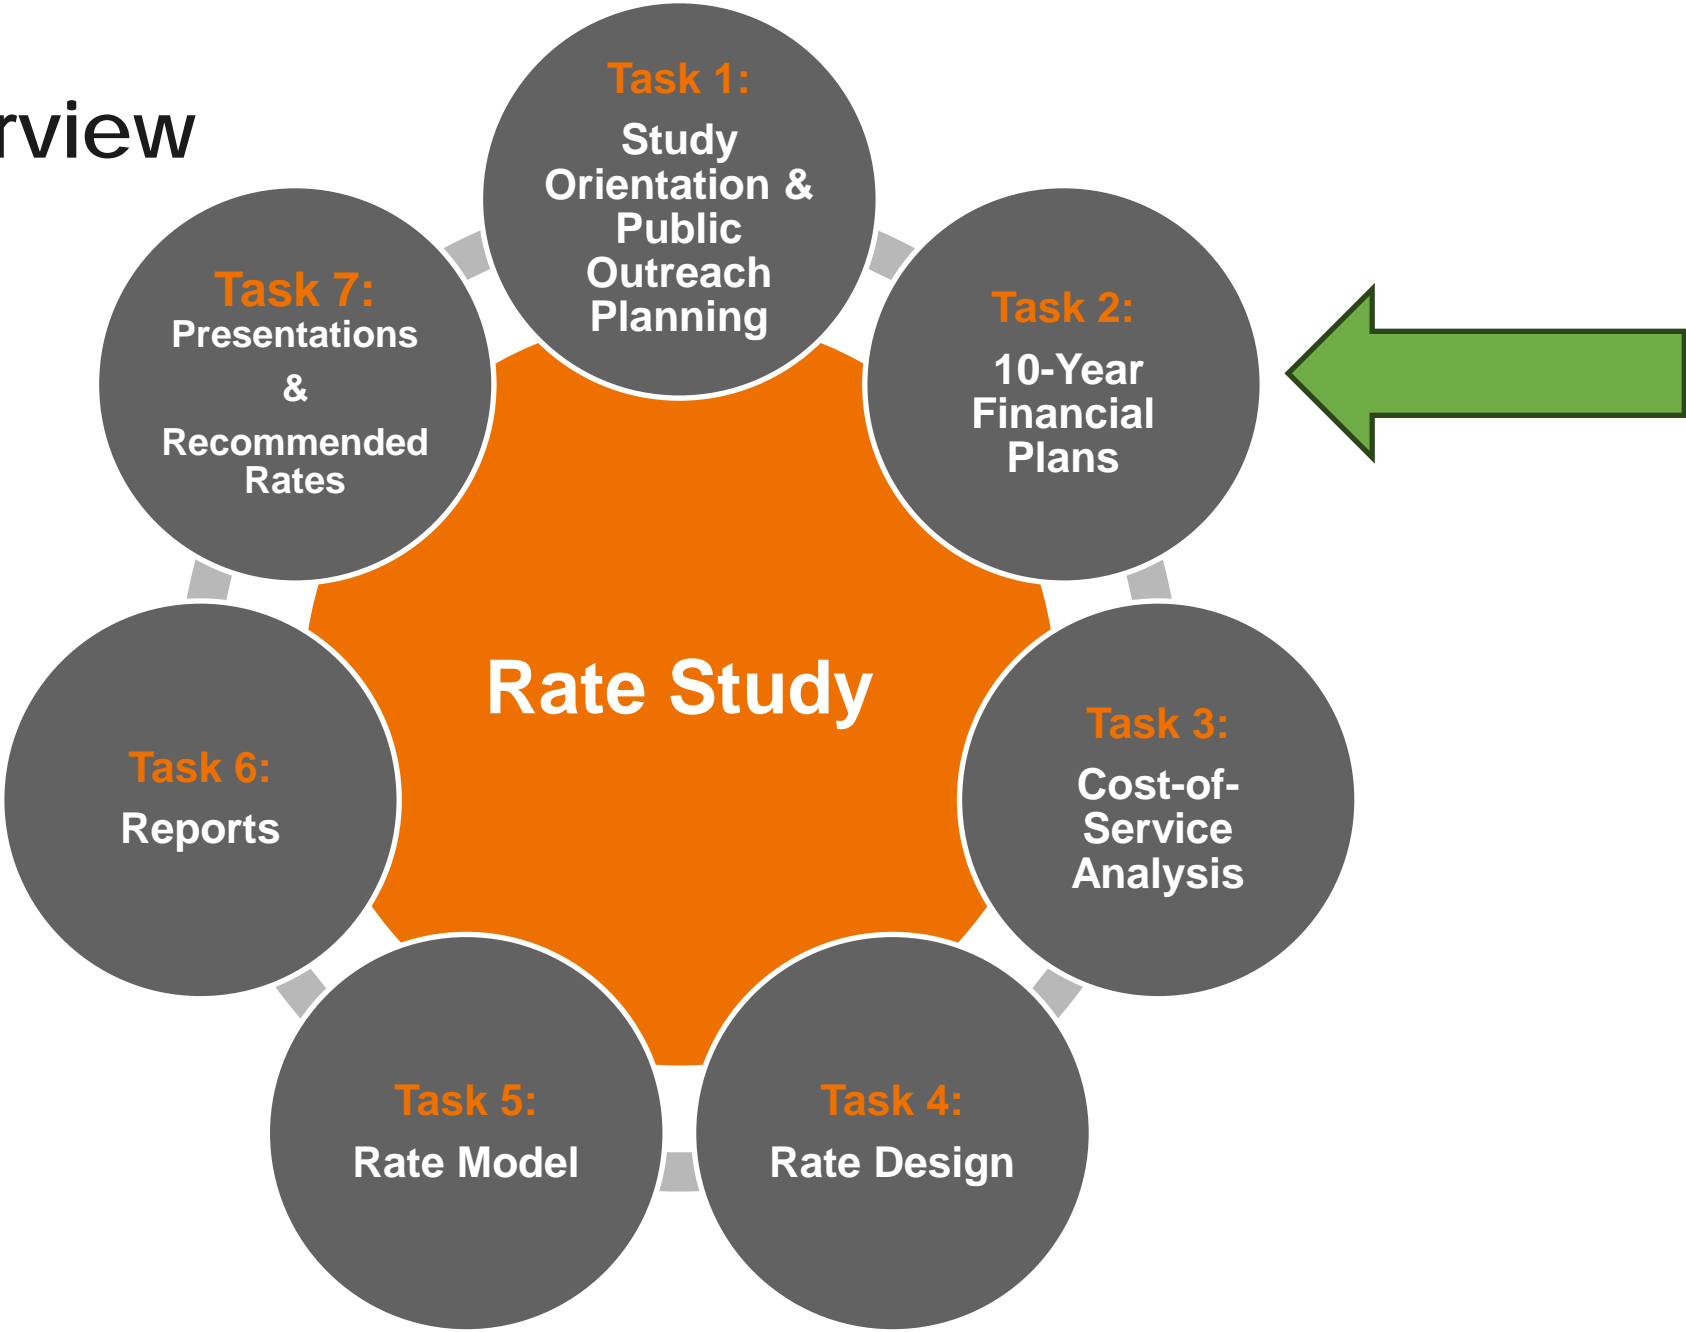 rview
Task 1:
Study
Orientation &
Public
Outreach
Planning
Task 2:
10-Year
Financial
Plans
Task 3:
Cost-of-
Service
Analysis
Task 4:
Rate Design
Task 5:
Rate Model
Task 6:
Reports
Task 7:
Presentations
&
Recommended
Rates
Rate Study